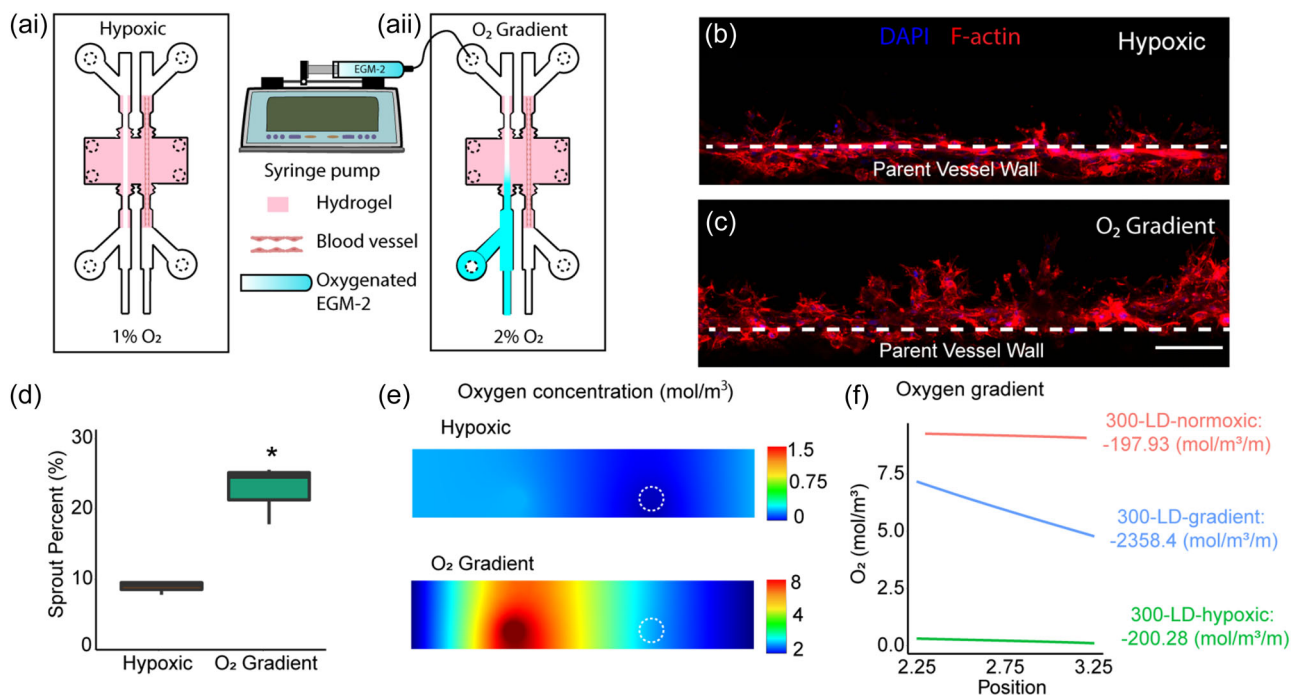 (ai)
Hypoxic
1% O₂
EGM-2
Syringe pump
Hydrogel
Blood vessel
Oxygenated
EGM-2
(aii)
O₂ Gradient
2% O₂
(b)
DAPI F-actin
Hypoxic
Parent Vessel Wall
(c)
O₂ Gradient
Parent Vessel Wall
(d)
Sprout Percent (%)
30
20
10
0
*
Hypoxic
O₂ Gradient
(e)
Oxygen concentration (mol/m³)
Hypoxic
1.5
0.75
0
O₂ Gradient
8
6
4
2
(f)
Oxygen gradient
O₂ (mol/m³)
7.5
5.0
2.5
0.0
2.25
2.75
3.25
Position
300-LD-normoxic:
-197.93 (mol/m³/m)
300-LD-gradient:
-2358.4 (mol/m³/m)
300-LD-hypoxic:
-200.28 (mol/m³/m)